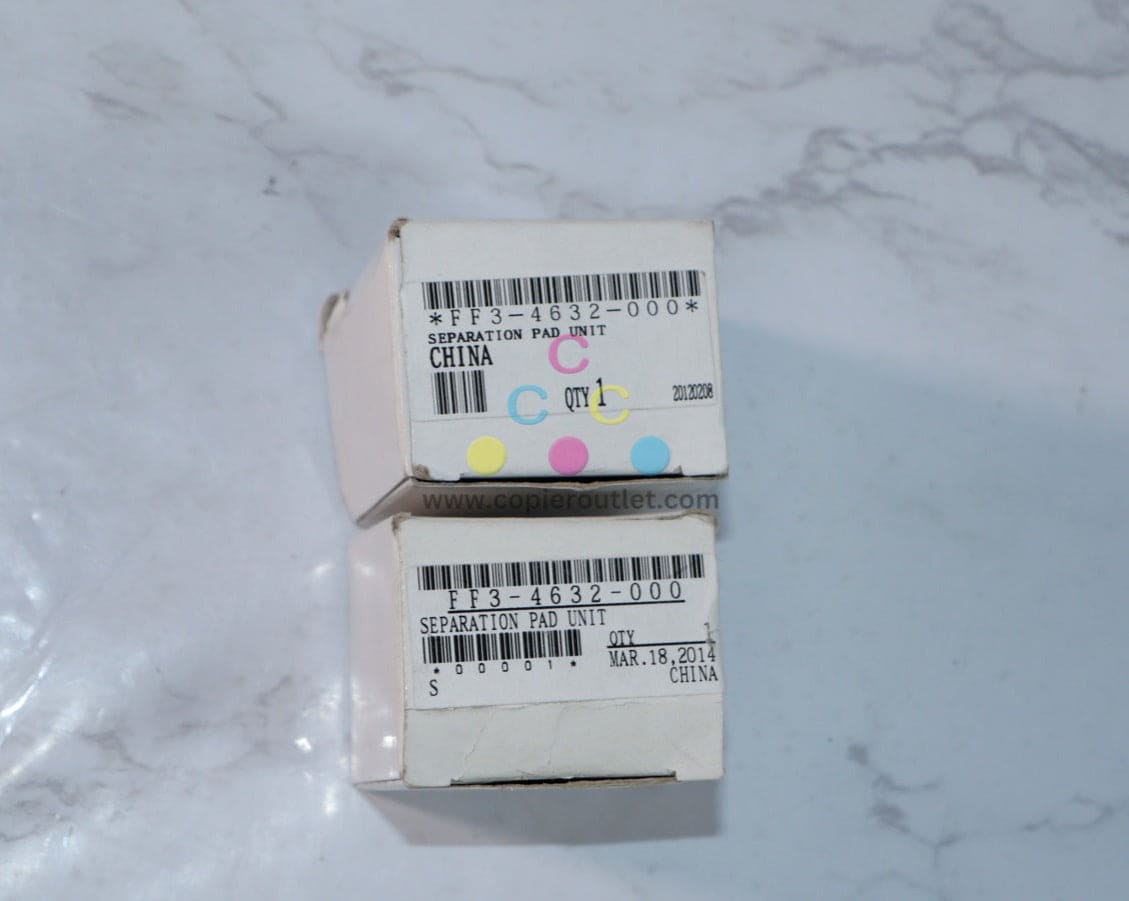 *FF3-4632-000*
SEPARATION PAD UNIT
CHINA
C
C QTY 1 C 20120208
www.copieroutlet.com
FF3-4632-000
SEPARATION PAD UNIT
QTY 1
*00001* MAR.18,2014
S CHINA